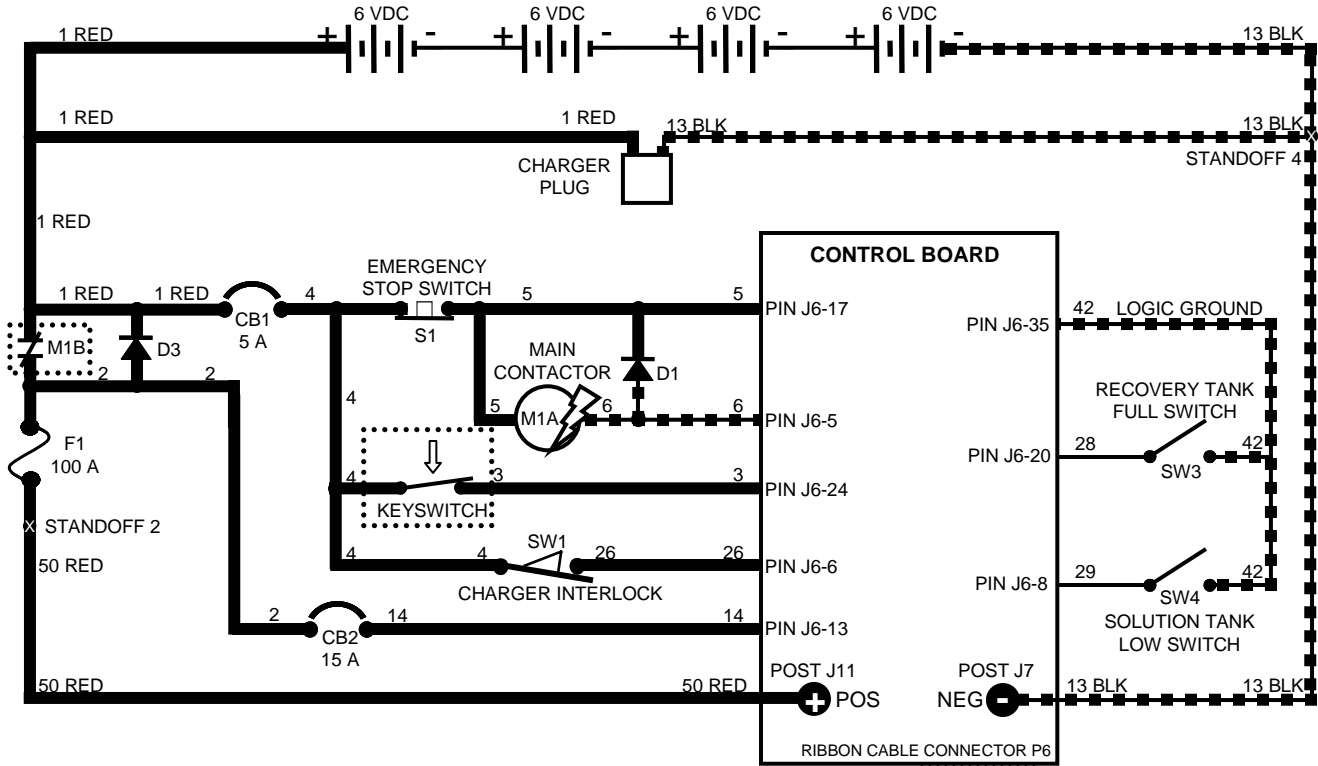 6 VDC 6 VDC 6 VDC 6 VDC
1 RED + - + - + - + - 13 BLK
1 RED 1 RED 13 BLK 13 BLK
CHARGER
PLUG
STANDOFF 4
1 RED
CONTROL BOARD
EMERGENCY
STOP SWITCH
1 RED 1 RED 4 5 5 PIN J6-17
CB1
5 A
S1
PIN J6-35 42 LOGIC GROUND
M1B D3
2 2
MAIN
CONTACTOR
D1
4 5 M1A 6 6 PIN J6-5
RECOVERY TANK
FULL SWITCH
F1
100 A
PIN J6-20 28 42
SW3
4 3 3 PIN J6-24
KEYSWITCH
X STANDOFF 2
50 RED
SW1
4 4 26 26 PIN J6-6
CHARGER INTERLOCK
PIN J6-8 29 42
SW4
SOLUTION TANK
LOW SWITCH
2 14 14 PIN J6-13
CB2
15 A
POST J11 POST J7
50 RED 50 RED + POS NEG - 13 BLK 13 BLK
RIBBON CABLE CONNECTOR P6